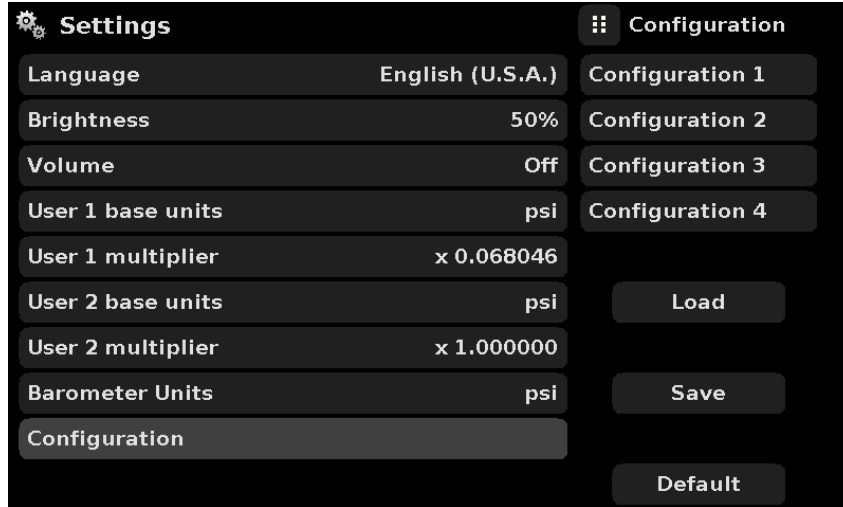 Settings
Language English (U.S.A.)
Brightness 50%
Volume Off
User 1 base units psi
User 1 multiplier x 0.068046
User 2 base units psi
User 2 multiplier x 1.000000
Barometer Units psi
Configuration
Configuration
Configuration 1
Configuration 2
Configuration 3
Configuration 4
Load
Save
Default